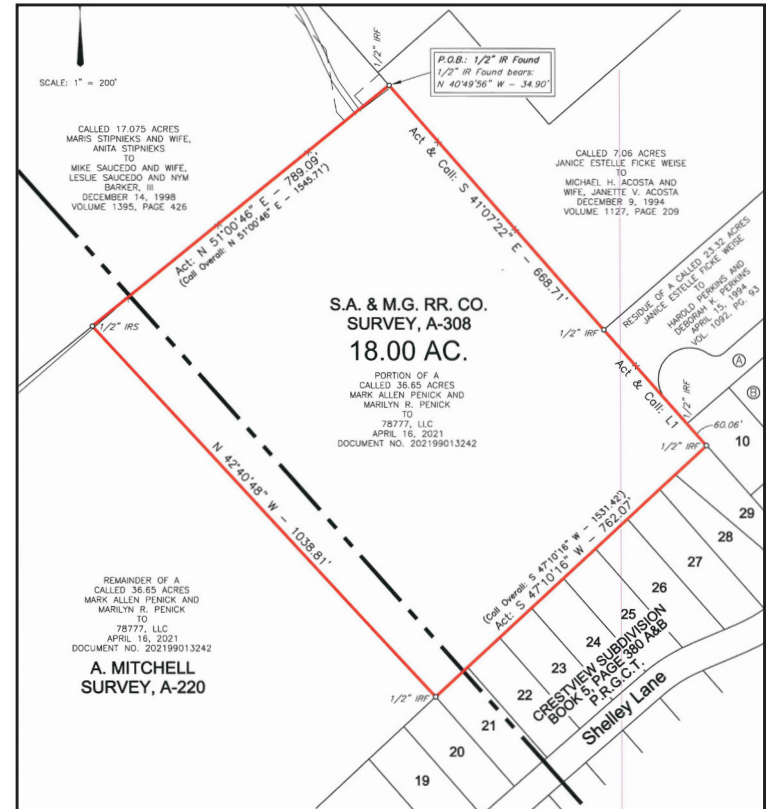 SCALE: 1" = 200'
1/2" IRF
P.O.B.: 1/2" IR Found
1/2" IR Found bears:
N 40°49'56" W - 34.90'
CALLED 17.075 ACRES
MARIS STIPNIEKS AND WIFE,
ANITA STIPNIEKS
TO
MIKE SAUCEDO AND WIFE,
LESLIE SAUCEDO AND NYM
BARKER, III
DECEMBER 14, 1998
VOLUME 1395, PAGE 426
Act: N 51°00'46" E - 789.09'
(Call Overall: N 51°00'46" E - 1545.71')
Act & Call: S 41°07'22" E - 668.71'
CALLED 7.06 ACRES
JANICE ESTELLE FICKE WEISE
TO
MICHAEL H. ACOSTA AND
WIFE, JANETTE V. ACOSTA
DECEMBER 9, 1994
VOLUME 1127, PAGE 209
RESIDUE OF A CALLED 23.32 ACRES
JANICE ESTELLE FICKE WEISE
TO
HAROLD PERKINS AND
DEBORAH K. PERKINS
APRIL 15, 1994
VOL. 1092, PG. 93
1/2" IRS
1/2" IRF
S.A. & M.G. RR. CO.
SURVEY, A-308
18.00 AC.
PORTION OF A
CALLED 36.65 ACRES
MARK ALLEN PENICK AND
MARILYN R. PENICK
TO
78777, LLC
APRIL 16, 2021
DOCUMENT NO. 202199013242
Act & Call: L1
1/2" IRF
A
B
60.06'
1/2" IRF
10
29
28
27
26
25
24
23
22
21
20
19
N 42°40'48" W - 1038.81'
(Call Overall: S 47°10'16" W - 1531.42')
Act: S 47°10'16" W - 762.07'
REMAINDER OF A
CALLED 36.65 ACRES
MARK ALLEN PENICK AND
MARILYN R. PENICK
TO
78777, LLC
APRIL 16, 2021
DOCUMENT NO. 202199013242
A. MITCHELL
SURVEY, A-220
1/2" IRF
CRESTVIEW SUBDIVISION
BOOK 5, PAGE 380 A&B
P.R.G.C.T.
Shelley Lane